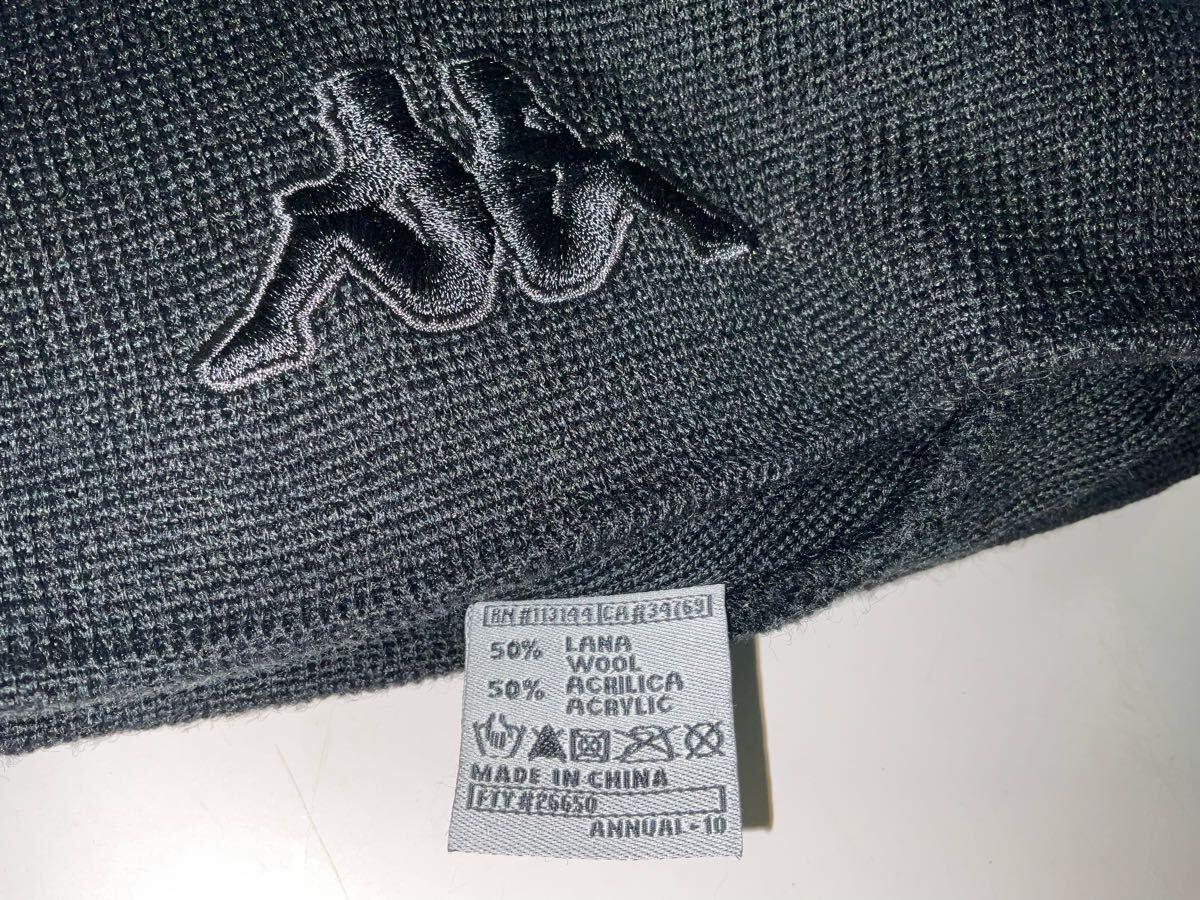 RN #113144 CA #34769
50% LANA
WOOL
50% ACRILICA
ACRYLIC
MADE IN CHINA
FTY #26650
ANNUAL - 10